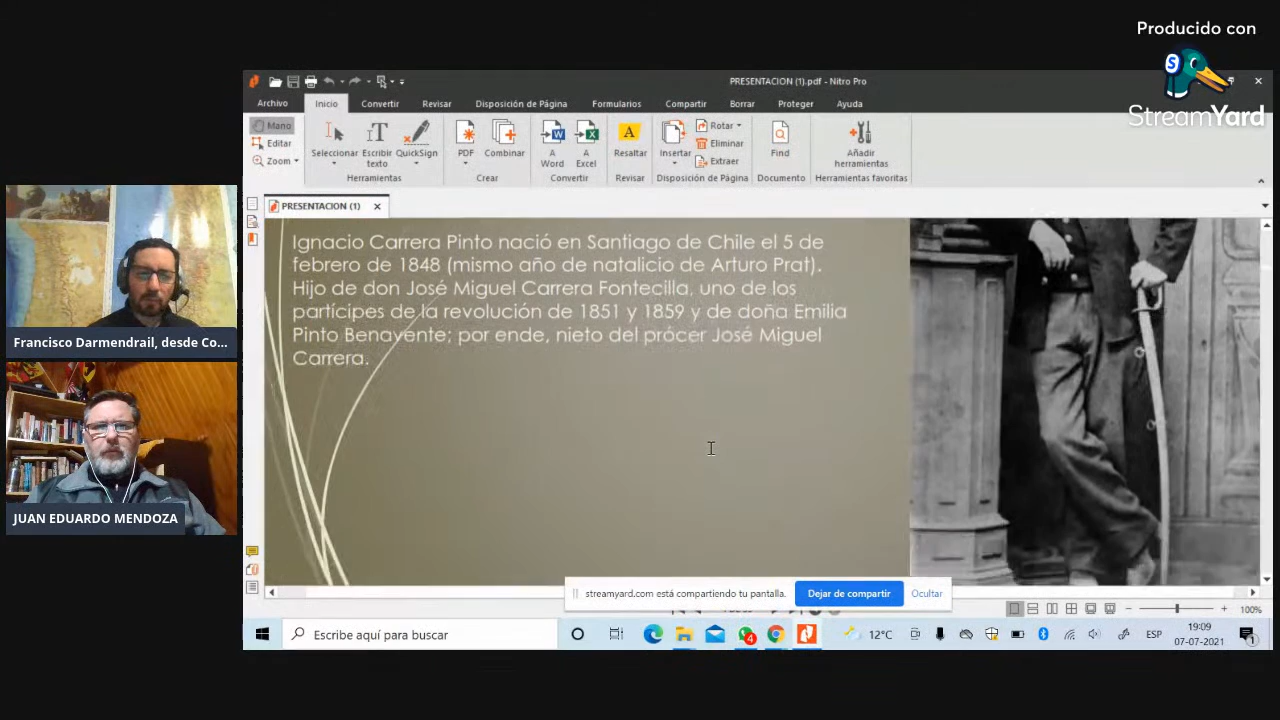 Producido con
StreamYard
PRESENTACION (1).pdf - Nitro Pro
Archivo Inicio Convertir Revisar Disposición de Página Formularios Compartir Borrar Proteger Ayuda
Mano
Editar
Zoom
Seleccionar
Escribir texto
QuickSign
Herramientas
PDF
Combinar
Crear
A Word
A Excel
Convertir
Resaltar
Revisar
Insertar
Rotar
Eliminar
Extraer
Disposición de Página
Find
Documento
Añadir herramientas
Herramientas favoritas
PRESENTACION (1)
Ignacio Carrera Pinto nació en Santiago de Chile el 5 de
febrero de 1848 (mismo año de natalicio de Arturo Prat).
Hijo de don José Miguel Carrera Fontecilla, uno de los
partícipes de la revolución de 1851 y 1859 y de doña Emilia
Pinto Benavente; por ende, nieto del prócer José Miguel
Carrera.
Francisco Darmendrail, desde Co...
JUAN EDUARDO MENDOZA
streamyard.com está compartiendo tu pantalla.
Dejar de compartir
Ocultar
100%
Escribe aquí para buscar
4
12°C
ESP
19:09
07-07-2021
1